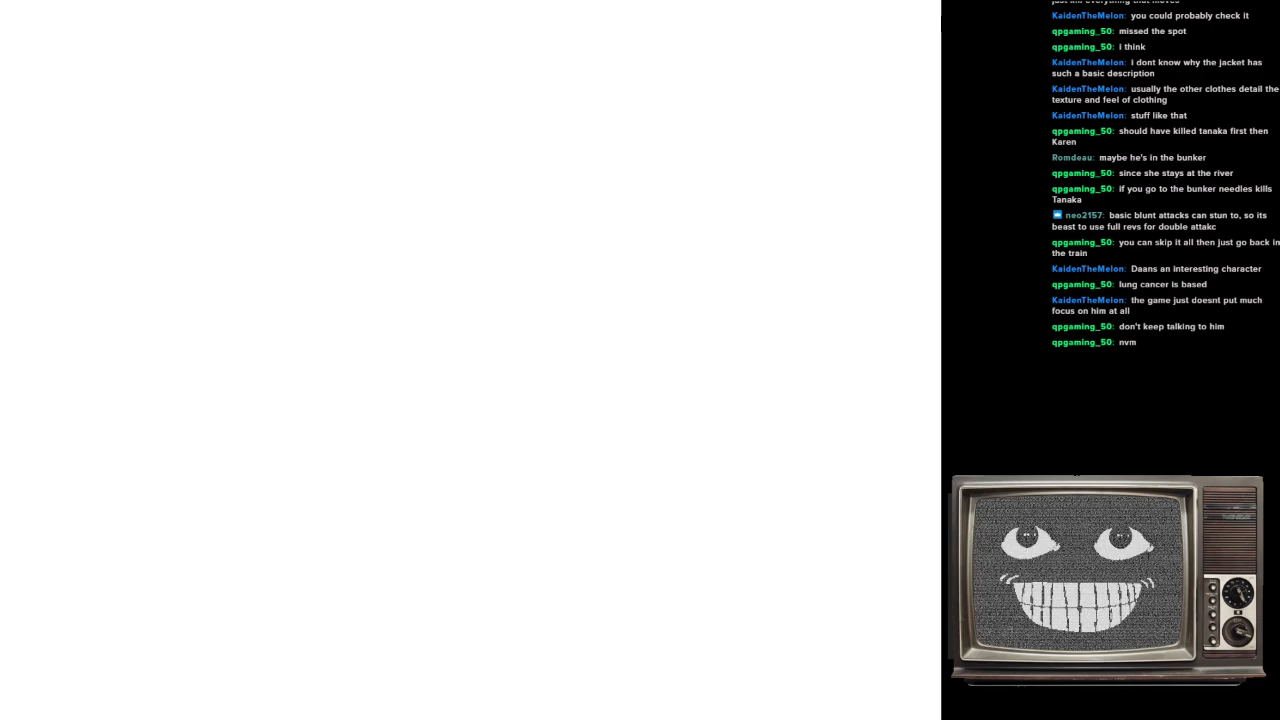 KaidenTheMelon: you could probably check it
qpgaming_50: missed the spot
qpgaming_50: I think
KaidenTheMelon: I dont know why the jacket has
such a basic description
KaidenTheMelon: usually the other clothes detail the
texture and feel of clothing
KaidenTheMelon: stuff like that
qpgaming_50: should have killed tanaka first then
Karen
Romdeau: maybe he's in the bunker
qpgaming_50: since she stays at the river
qpgaming_50: if you go to the bunker needles kills
Tanaka
neo2157: basic blunt attacks can stun to, so its
beast to use full revs for double attakc
qpgaming_50: you can skip it all then just go back in
the train
KaidenTheMelon: Daans an interesting character
qpgaming_50: lung cancer is based
KaidenTheMelon: the game just doesnt put much
focus on him at all
qpgaming_50: don't keep talking to him
qpgaming_50: nvm